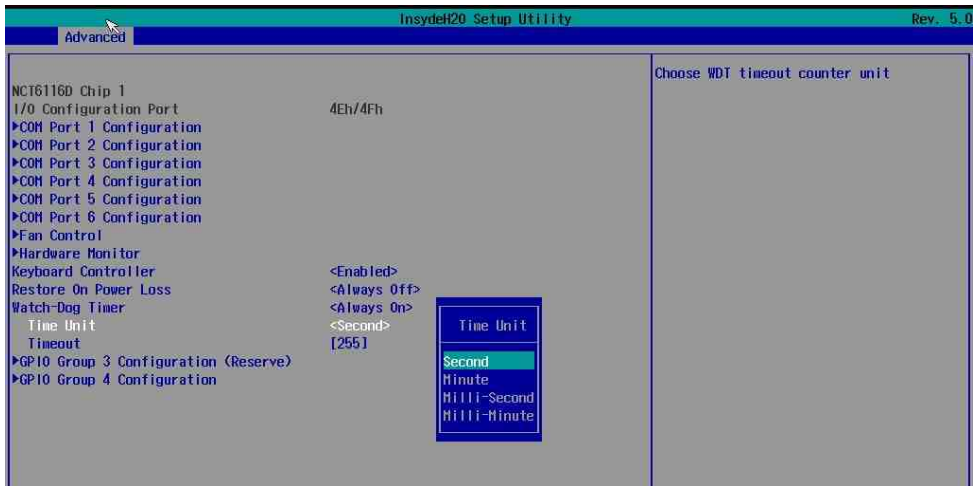 InsydeH20 Setup Utility Rev. 5.0
Advanced
Choose WDT timeout counter unit
NCT6116D Chip 1
I/O Configuration Port 4Eh/4Fh
▶COM Port 1 Configuration
▶COM Port 2 Configuration
▶COM Port 3 Configuration
▶COM Port 4 Configuration
▶COM Port 5 Configuration
▶COM Port 6 Configuration
▶Fan Control
▶Hardware Monitor
Keyboard Controller <Enabled>
Restore On Power Loss <Always Off>
Watch-Dog Timer <Always On>
Time Unit <Second>
Timeout [255]
▶GPIO Group 3 Configuration (Reserve)
▶GPIO Group 4 Configuration
Time Unit
Second
Minute
Milli-Second
Milli-Minute